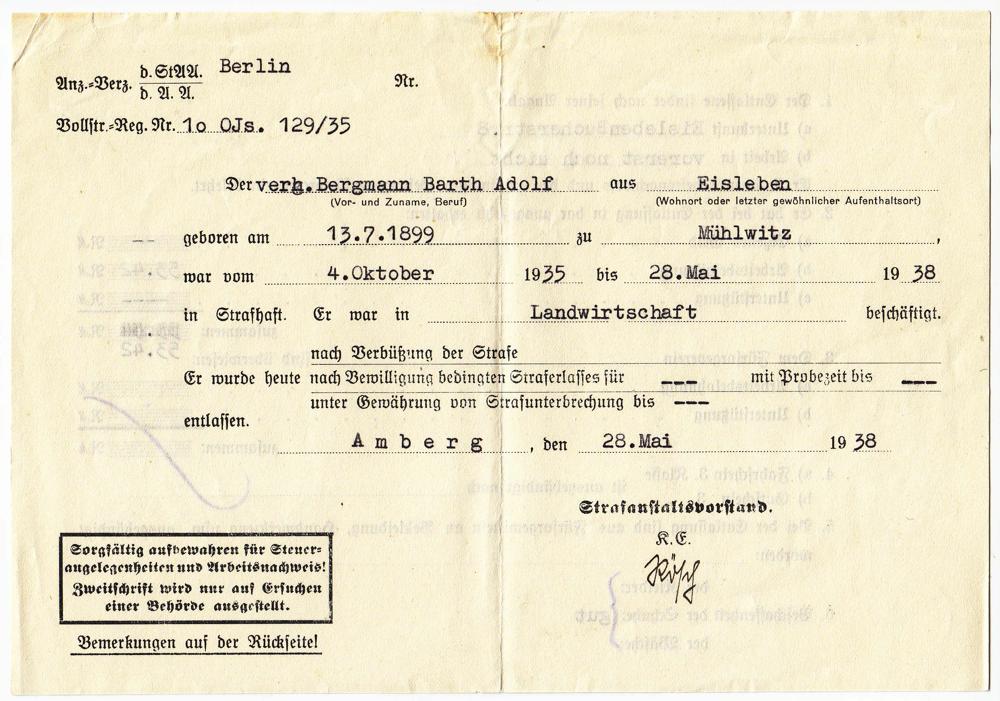 Anz.=Verz. d. StAA. Berlin Nr.
d. A. A.
Vollstr.=Reg. Nr. 1o OJs. 129/35
Der verh. Bergmann Barth Adolf aus Eisleben
(Vor- und Zuname, Beruf) (Wohnort oder letzter gewöhnlicher Aufenthaltsort)
geboren am 13.7.1899 zu Mühlwitz,
war vom 4.Oktober 1935 bis 28.Mai 1938
in Strafhaft. Er war in Landwirtschaft beschäftigt.
nach Verbüßung der Strafe
Er wurde heute nach Bewilligung bedingten Straferlasses für --- mit Probezeit bis ---
unter Gewährung von Strafunterbrechung bis ---
entlassen.
Amberg, den 28.Mai 1938
Strafanstaltsvorstand.
K.E.
Sorgfältig aufbewahren für Steuer=
angelegenheiten und Arbeitsnachweis!
Zweitschrift wird nur auf Ersuchen
einer Behörde ausgestellt.
Bemerkungen auf der Rückseite!